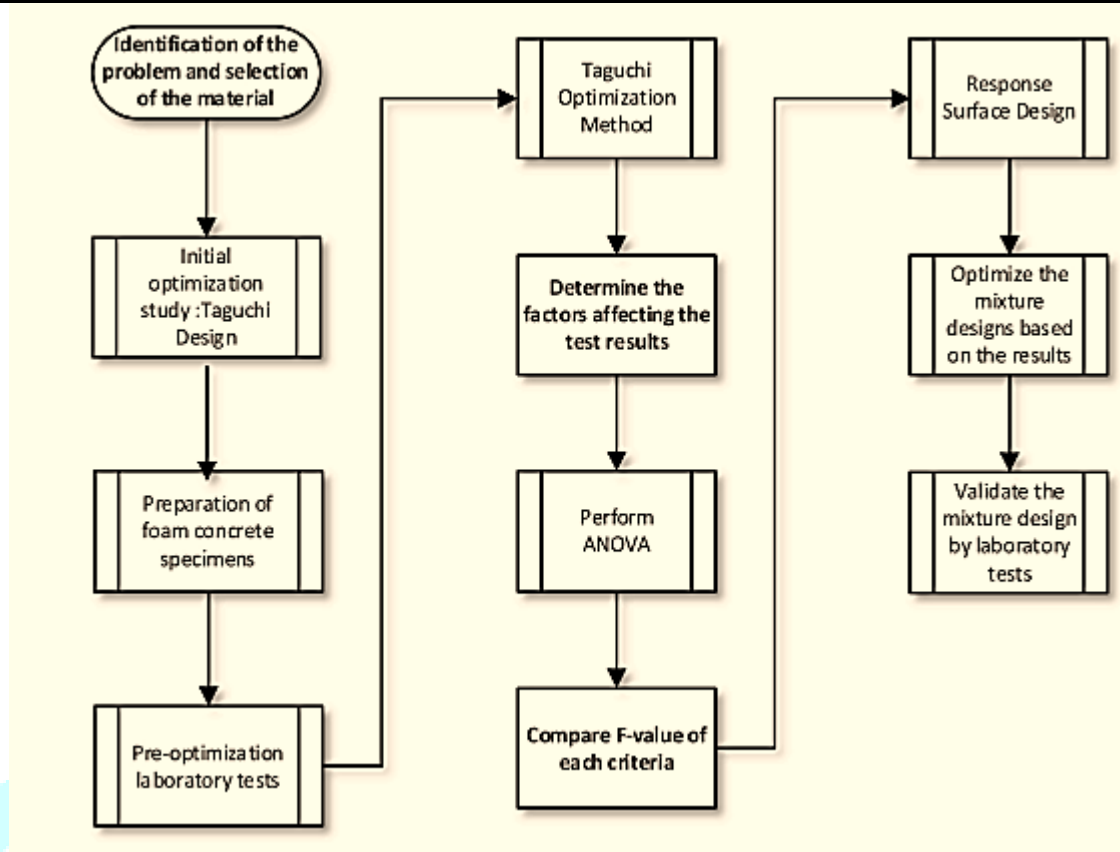 Identification of the
problem and selection
of the material
Initial
optimization
study :Taguchi
Design
Preparation of
foam concrete
specimens
Pre-optimization
laboratory tests
Taguchi
Optimization
Method
Determine the
factors affecting the
test results
Perform
ANOVA
Compare F-value of
each criteria
Response
Surface Design
Optimize the
mixture
designs based
on the results
Validate the
mixture design
by laboratory
tests